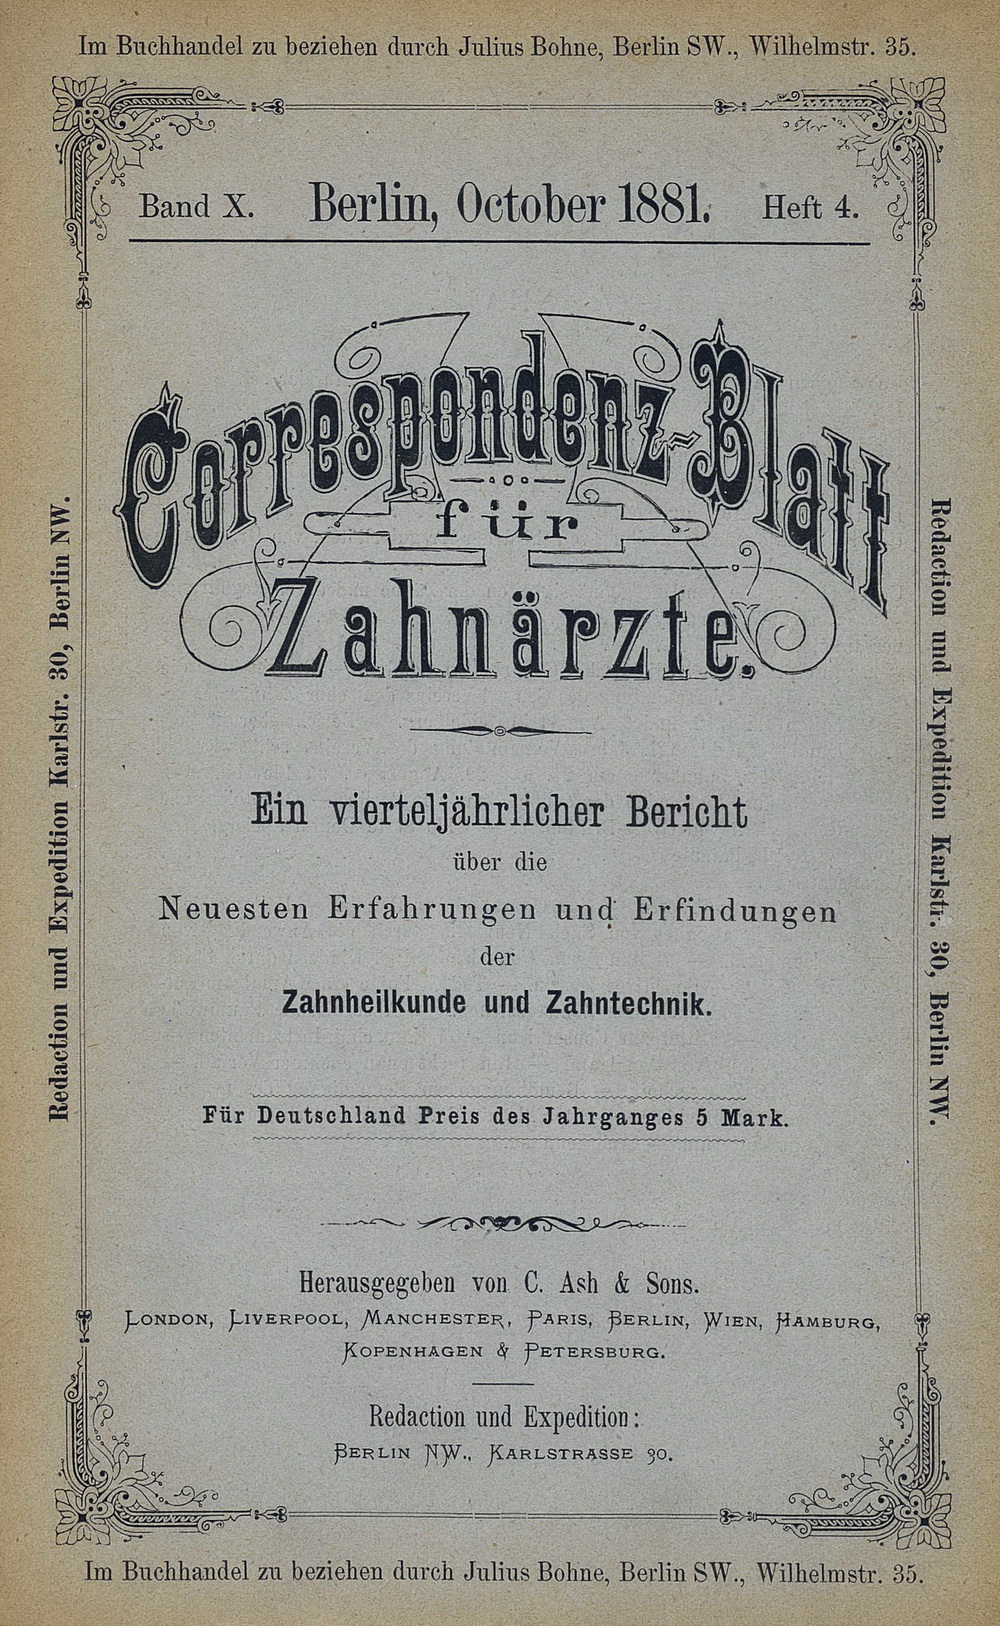 Im Buchhandel zu beziehen durch Julius Bohne, Berlin SW., Wilhelmstr. 35.
Band X. Berlin, October 1881. Heft 4.
Correspondenz-Blatt
für
Zahnärzte.
Ein vierteljährlicher Bericht
über die
Neuesten Erfahrungen und Erfindungen
der
Zahnheilkunde und Zahntechnik.
Für Deutschland Preis des Jahrganges 5 Mark.
Herausgegeben von C. Ash & Sons.
London, Liverpool, Manchester, Paris, Berlin, Wien, Hamburg,
Kopenhagen & Petersburg.
Redaction und Expedition:
Berlin NW., Karlstrasse 30.
Redaction und Expedition Karlstr. 30, Berlin NW.
Redaction und Expedition Karlstr. 30, Berlin NW.
Im Buchhandel zu beziehen durch Julius Bohne, Berlin SW., Wilhelmstr. 35.